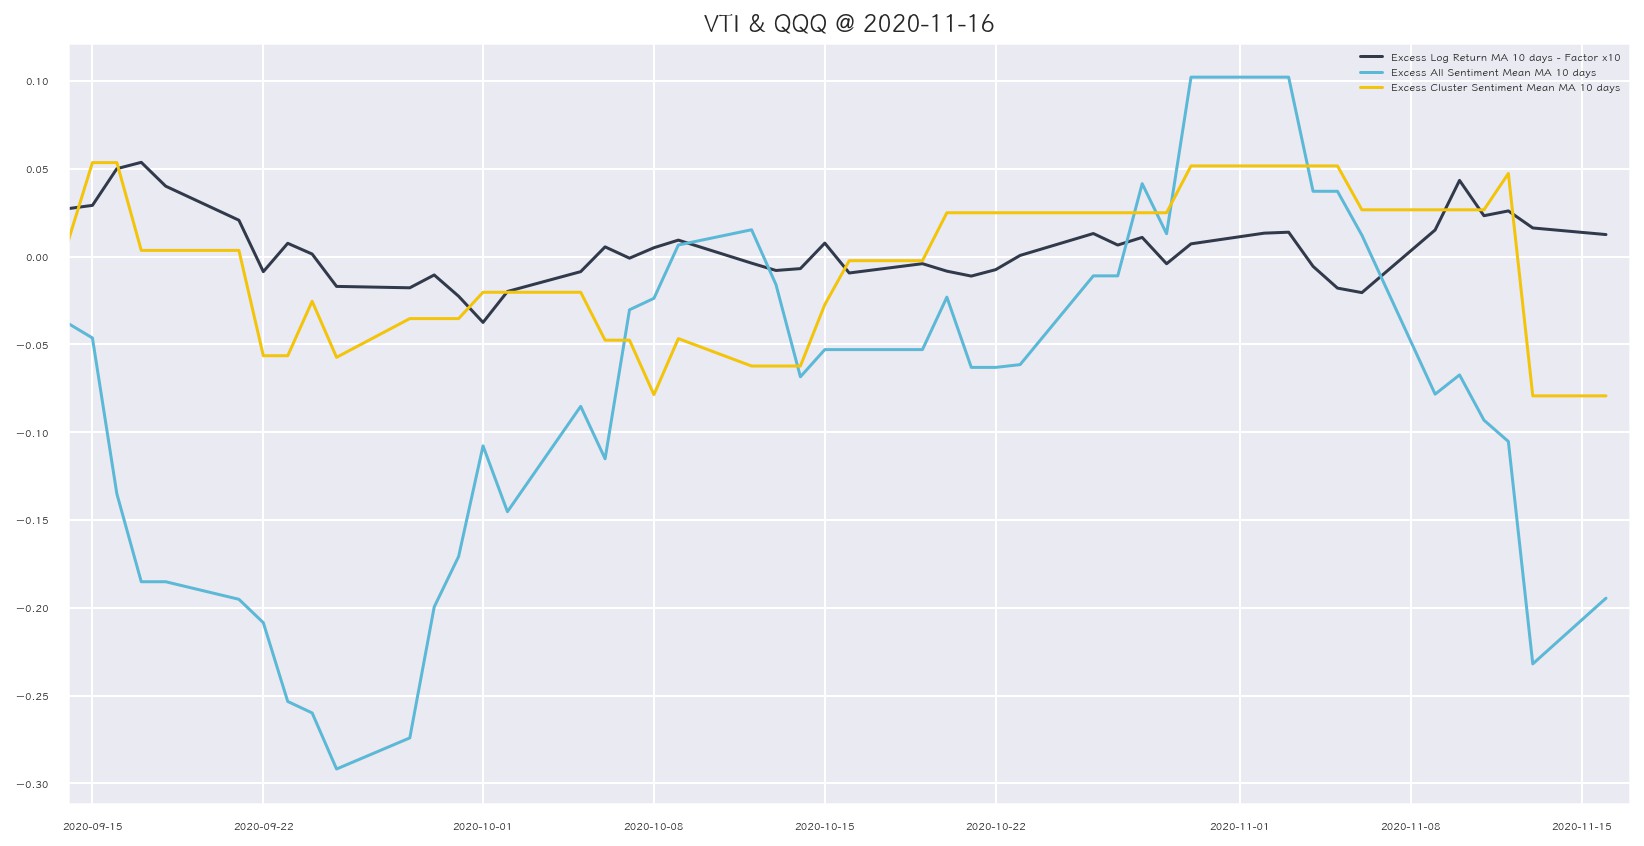 VTI & QQQ @ 2020-11-16
Excess Log Return MA 10 days - Factor x10
Excess All Sentiment Mean MA 10 days
Excess Cluster Sentiment Mean MA 10 days
0.10
0.05
0.00
−0.05
−0.10
−0.15
−0.20
−0.25
−0.30
2020-09-15 2020-09-22 2020-10-01 2020-10-08 2020-10-15 2020-10-22 2020-11-01 2020-11-08 2020-11-15